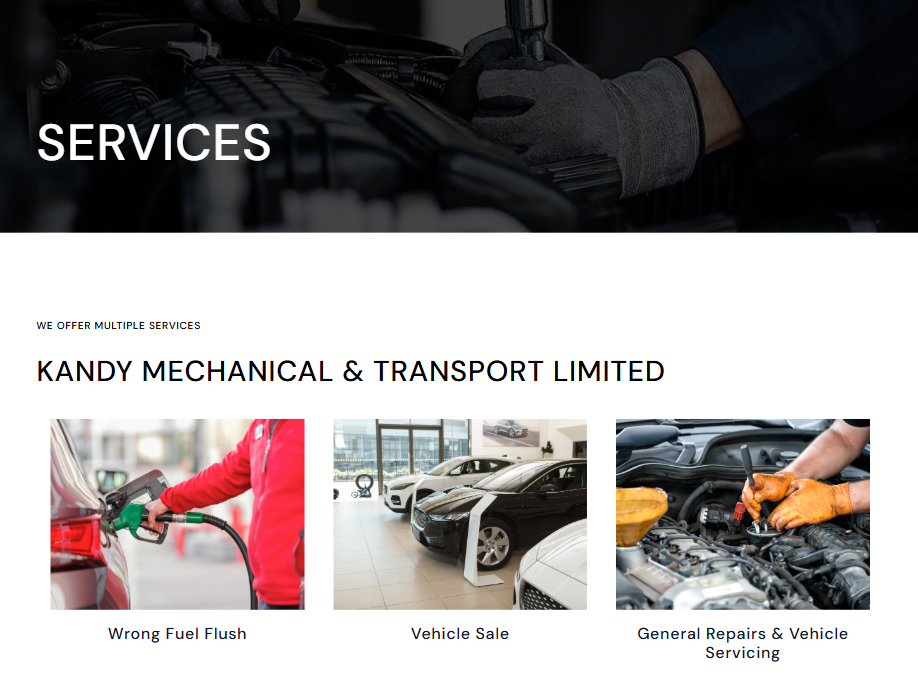 SERVICES
WE OFFER MULTIPLE SERVICES
KANDY MECHANICAL & TRANSPORT LIMITED
Wrong Fuel Flush
Vehicle Sale
General Repairs & Vehicle
Servicing